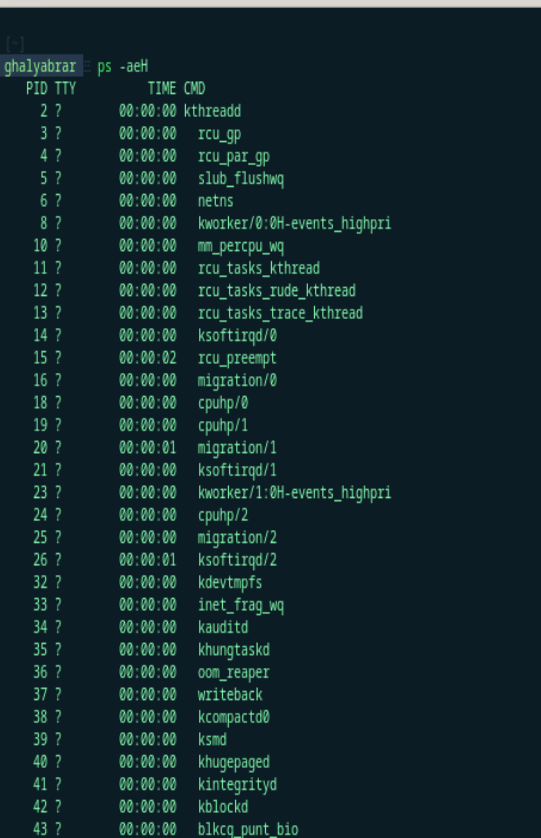 [~]
ghalyabrar ps -aeH
PID TTY TIME CMD
2 ? 00:00:00 kthreadd
3 ? 00:00:00 rcu_gp
4 ? 00:00:00 rcu_par_gp
5 ? 00:00:00 slub_flushwq
6 ? 00:00:00 netns
8 ? 00:00:00 kworker/0:0H-events_highpri
10 ? 00:00:00 mm_percpu_wq
11 ? 00:00:00 rcu_tasks_kthread
12 ? 00:00:00 rcu_tasks_rude_kthread
13 ? 00:00:00 rcu_tasks_trace_kthread
14 ? 00:00:00 ksoftirqd/0
15 ? 00:00:02 rcu_preempt
16 ? 00:00:00 migration/0
18 ? 00:00:00 cpuhp/0
19 ? 00:00:00 cpuhp/1
20 ? 00:00:01 migration/1
21 ? 00:00:00 ksoftirqd/1
23 ? 00:00:00 kworker/1:0H-events_highpri
24 ? 00:00:00 cpuhp/2
25 ? 00:00:00 migration/2
26 ? 00:00:01 ksoftirqd/2
32 ? 00:00:00 kdevtmpfs
33 ? 00:00:00 inet_frag_wq
34 ? 00:00:00 kauditd
35 ? 00:00:00 khungtaskd
36 ? 00:00:00 oom_reaper
37 ? 00:00:00 writeback
38 ? 00:00:00 kcompactd0
39 ? 00:00:00 ksmd
40 ? 00:00:00 khugepaged
41 ? 00:00:00 kintegrityd
42 ? 00:00:00 kblockd
43 ? 00:00:00 blkcg_punt_bio